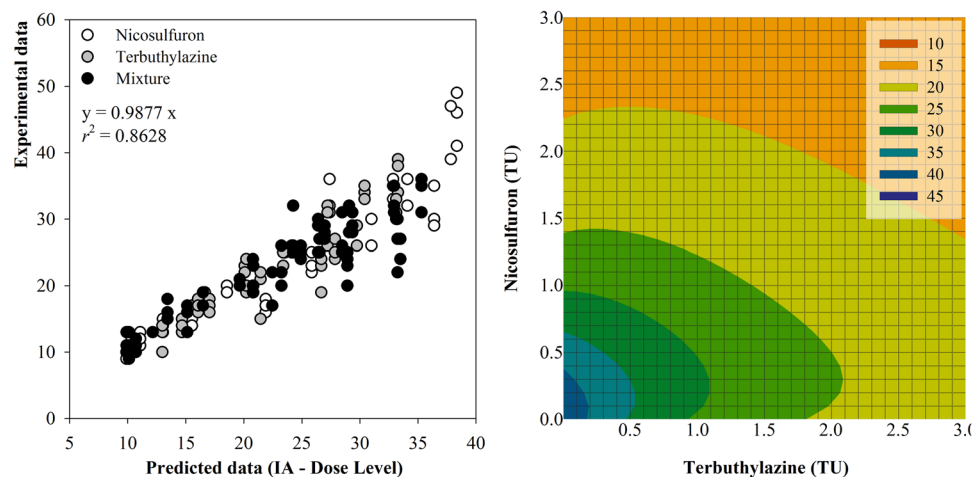 60
50
40
30
20
10
0
Experimental data
Nicosulfuron
Terbuthylazine
Mixture
y = 0.9877 x
r² = 0.8628
5 10 15 20 25 30 35 40
Predicted data (IA - Dose Level)
3.0
2.5
2.0
1.5
1.0
0.5
0.0
Nicosulfuron (TU)
10
15
20
25
30
35
40
45
0.5 1.0 1.5 2.0 2.5 3.0
Terbuthylazine (TU)